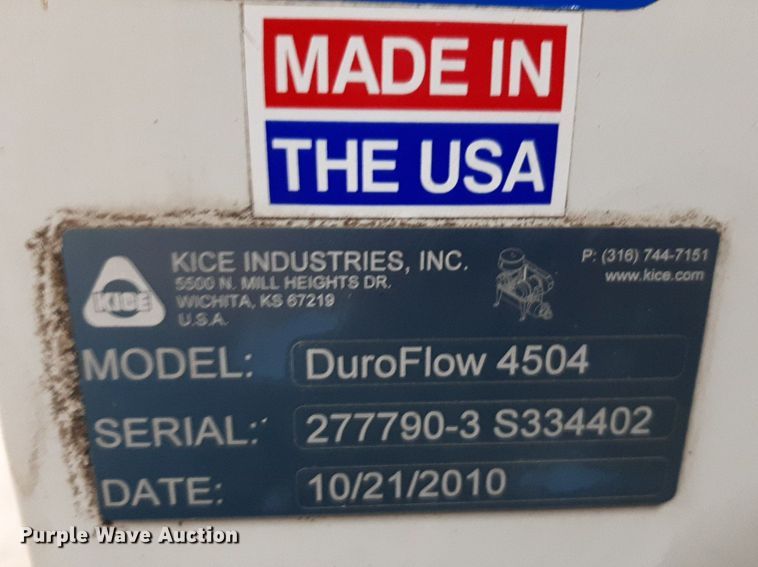 MADE IN
THE USA
KICE
KICE INDUSTRIES, INC.
5500 N. MILL HEIGHTS DR.
WICHITA, KS 67219
U.S.A.
P: (316) 744-7151
www.kice.com
MODEL: DuroFlow 4504
SERIAL: 277790-3 S334402
DATE: 10/21/2010
Purple Wave Auction